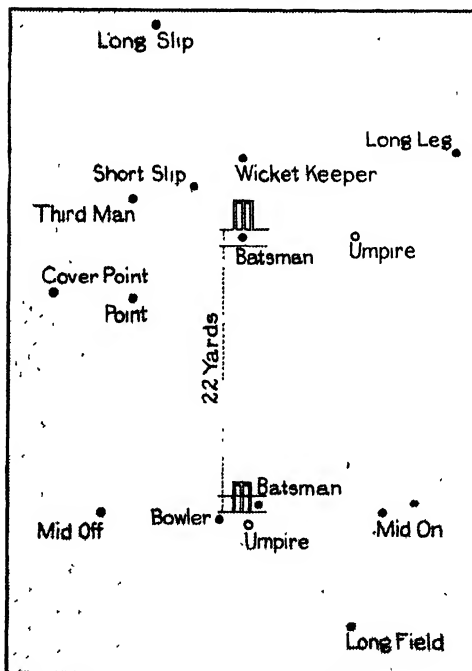 Long Slip
Long Leg
Short Slip
Wicket Keeper
Third Man
Batsman
Umpire
Cover Point
Point
22 Yards
Batsman
Mid Off
Bowler
Umpire
Mid On
Long Field